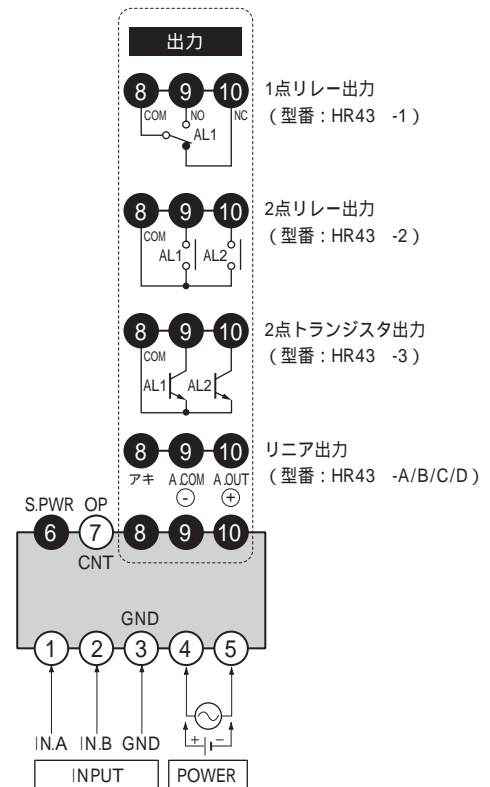 出力
8 9 10
COM NO NC
AL1
1点リレー出力
(型番:HR43 -1)
8 9 10
COM
AL1 AL2
2点リレー出力
(型番:HR43 -2)
8 9 10
COM
AL1 AL2
2点トランジスタ出力
(型番:HR43 -3)
8 9 10
アキ A.COM A.OUT
- +
リニア出力
(型番:HR43 -A/B/C/D)
S.PWR OP
6 7 8 9 10
CNT
GND
1 2 3 4 5
+ -
IN.A IN.B GND
INPUT POWER